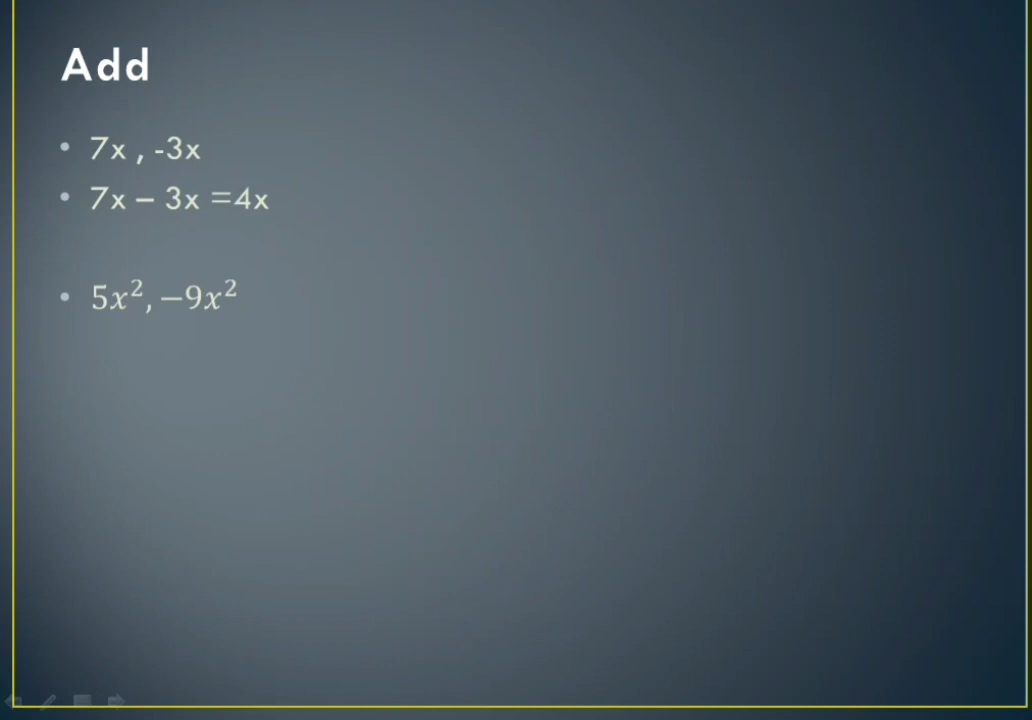 Add
• 7x , -3x
• 7x – 3x =4x
• 5x², −9x²